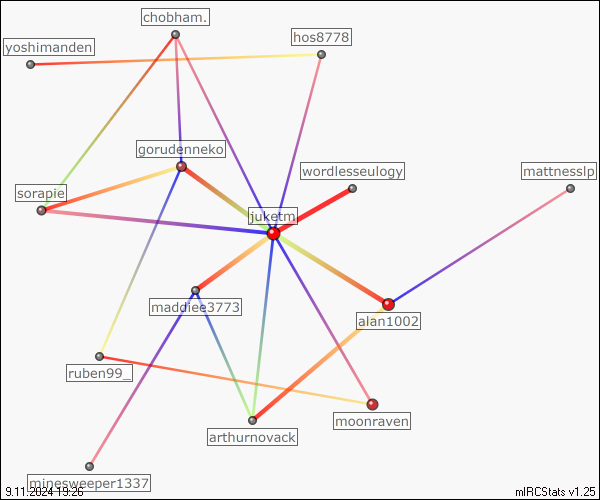 chobham.
hos8778
yoshimanden
gorudenneko
wordlesseulogy
mattnesslp
sorapie
juketm
maddiee3773
alan1002
ruben99_
moonraven
arthurnovack
minesweeper1337
9.11.2024 19:26
mIRCStats v1.25